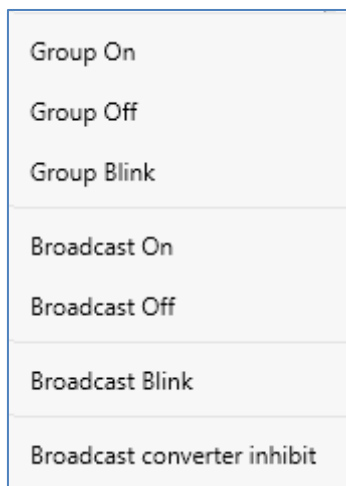 Group On
Group Off
Group Blink
Broadcast On
Broadcast Off
Broadcast Blink
Broadcast converter inhibit